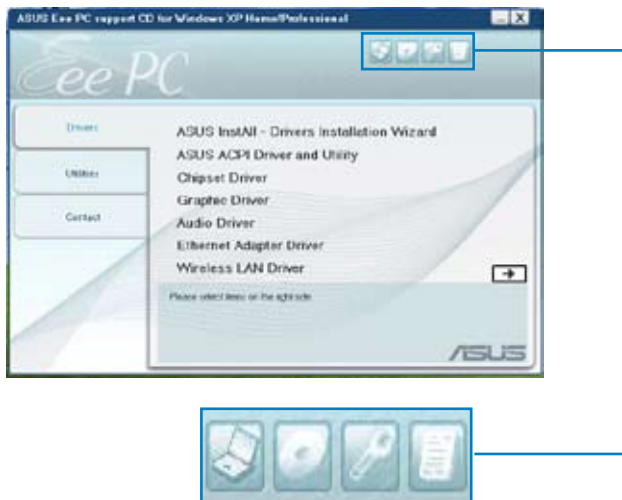 ASUS Eee PC support CD for Windows XP Home/Professional
Eee PC
Drivers
Utilities
Contact
ASUS InstAll - Drivers Installation Wizard
ASUS ACPI Driver and Utility
Chipset Driver
Graphic Driver
Audio Driver
Ethernet Adapter Driver
Wireless LAN Driver
Please select items on the right side
ASUS